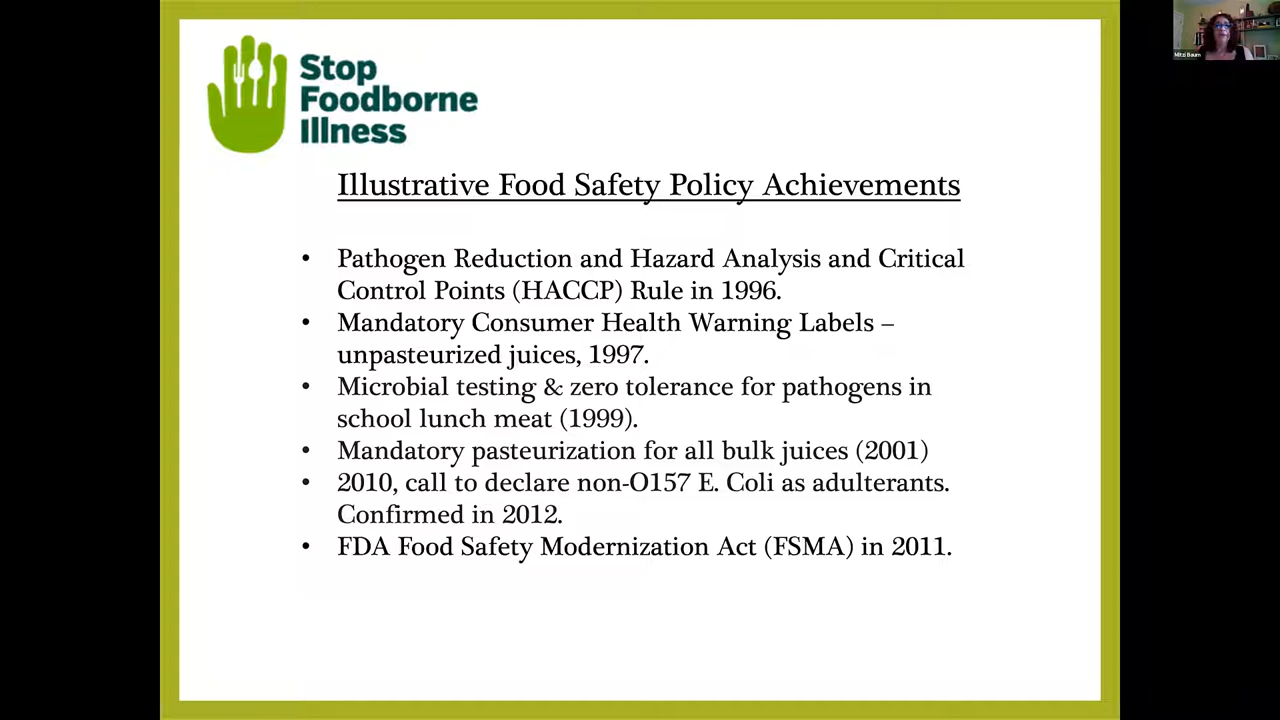 Stop
Foodborne
Illness
Mitzi Baum
Illustrative Food Safety Policy Achievements
• Pathogen Reduction and Hazard Analysis and Critical
Control Points (HACCP) Rule in 1996.
• Mandatory Consumer Health Warning Labels –
unpasteurized juices, 1997.
• Microbial testing & zero tolerance for pathogens in
school lunch meat (1999).
• Mandatory pasteurization for all bulk juices (2001)
• 2010, call to declare non-O157 E. Coli as adulterants.
Confirmed in 2012.
• FDA Food Safety Modernization Act (FSMA) in 2011.